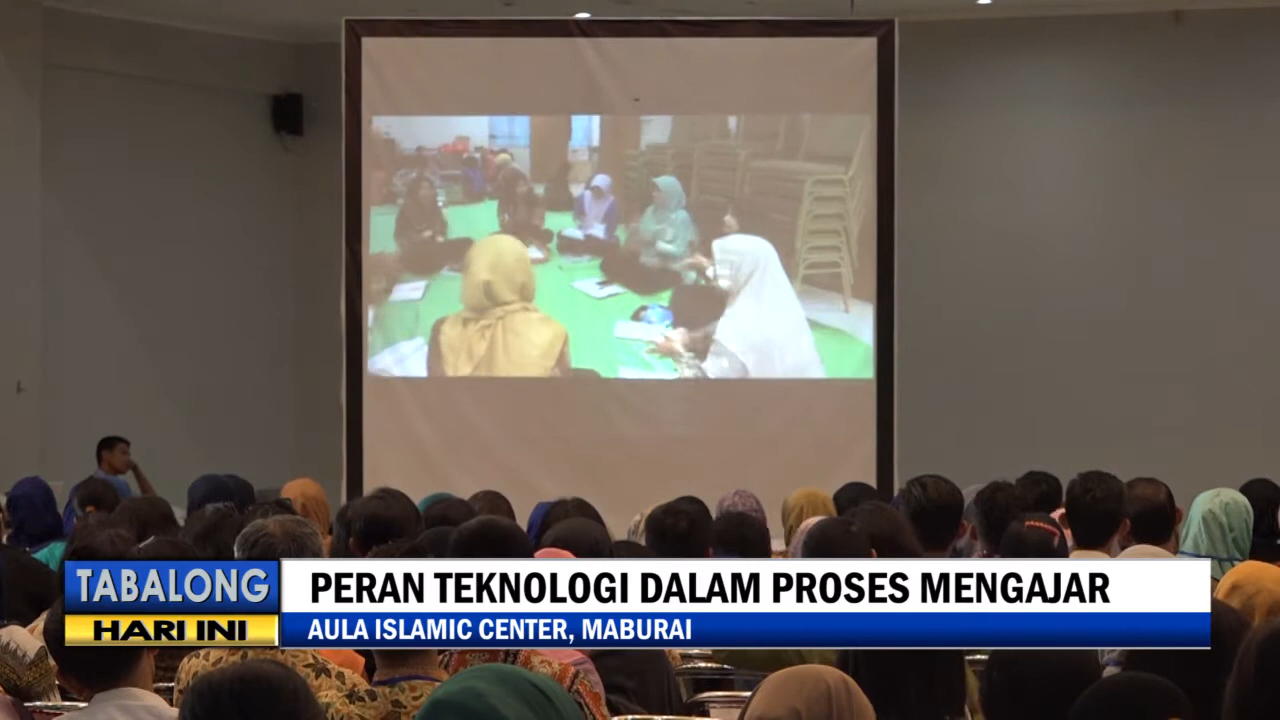 TABALONG
HARI INI
PERAN TEKNOLOGI DALAM PROSES MENGAJAR
AULA ISLAMIC CENTER, MABURAI